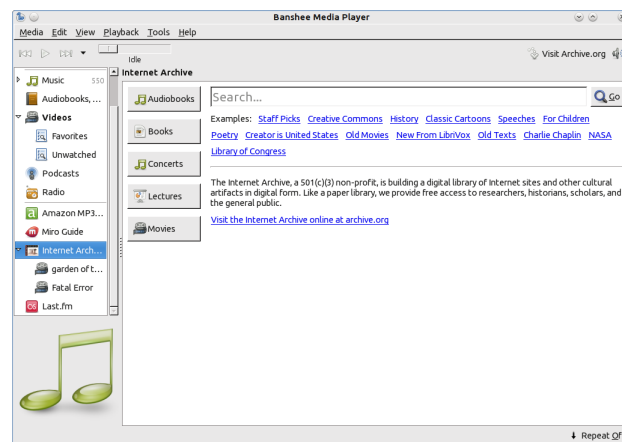 Banshee Media Player
Media Edit View Playback Tools Help
Idle
Visit Archive.org
Music 550
Audiobooks,...
Videos
Favorites
Unwatched
Podcasts
Radio
Amazon MP3...
Miro Guide
Internet Arch...
garden of t...
Fatal Error
Last.fm
Internet Archive
Audiobooks
Books
Concerts
Lectures
Movies
Search...
Go
Examples: Staff Picks Creative Commons History Classic Cartoons Speeches For Children
Poetry Creator is United States Old Movies New From LibriVox Old Texts Charlie Chaplin NASA
Library of Congress
The Internet Archive, a 501(c)(3) non-profit, is building a digital library of Internet sites and other cultural
artifacts in digital form. Like a paper library, we provide free access to researchers, historians, scholars, and
the general public.
Visit the Internet Archive online at archive.org
Repeat Of